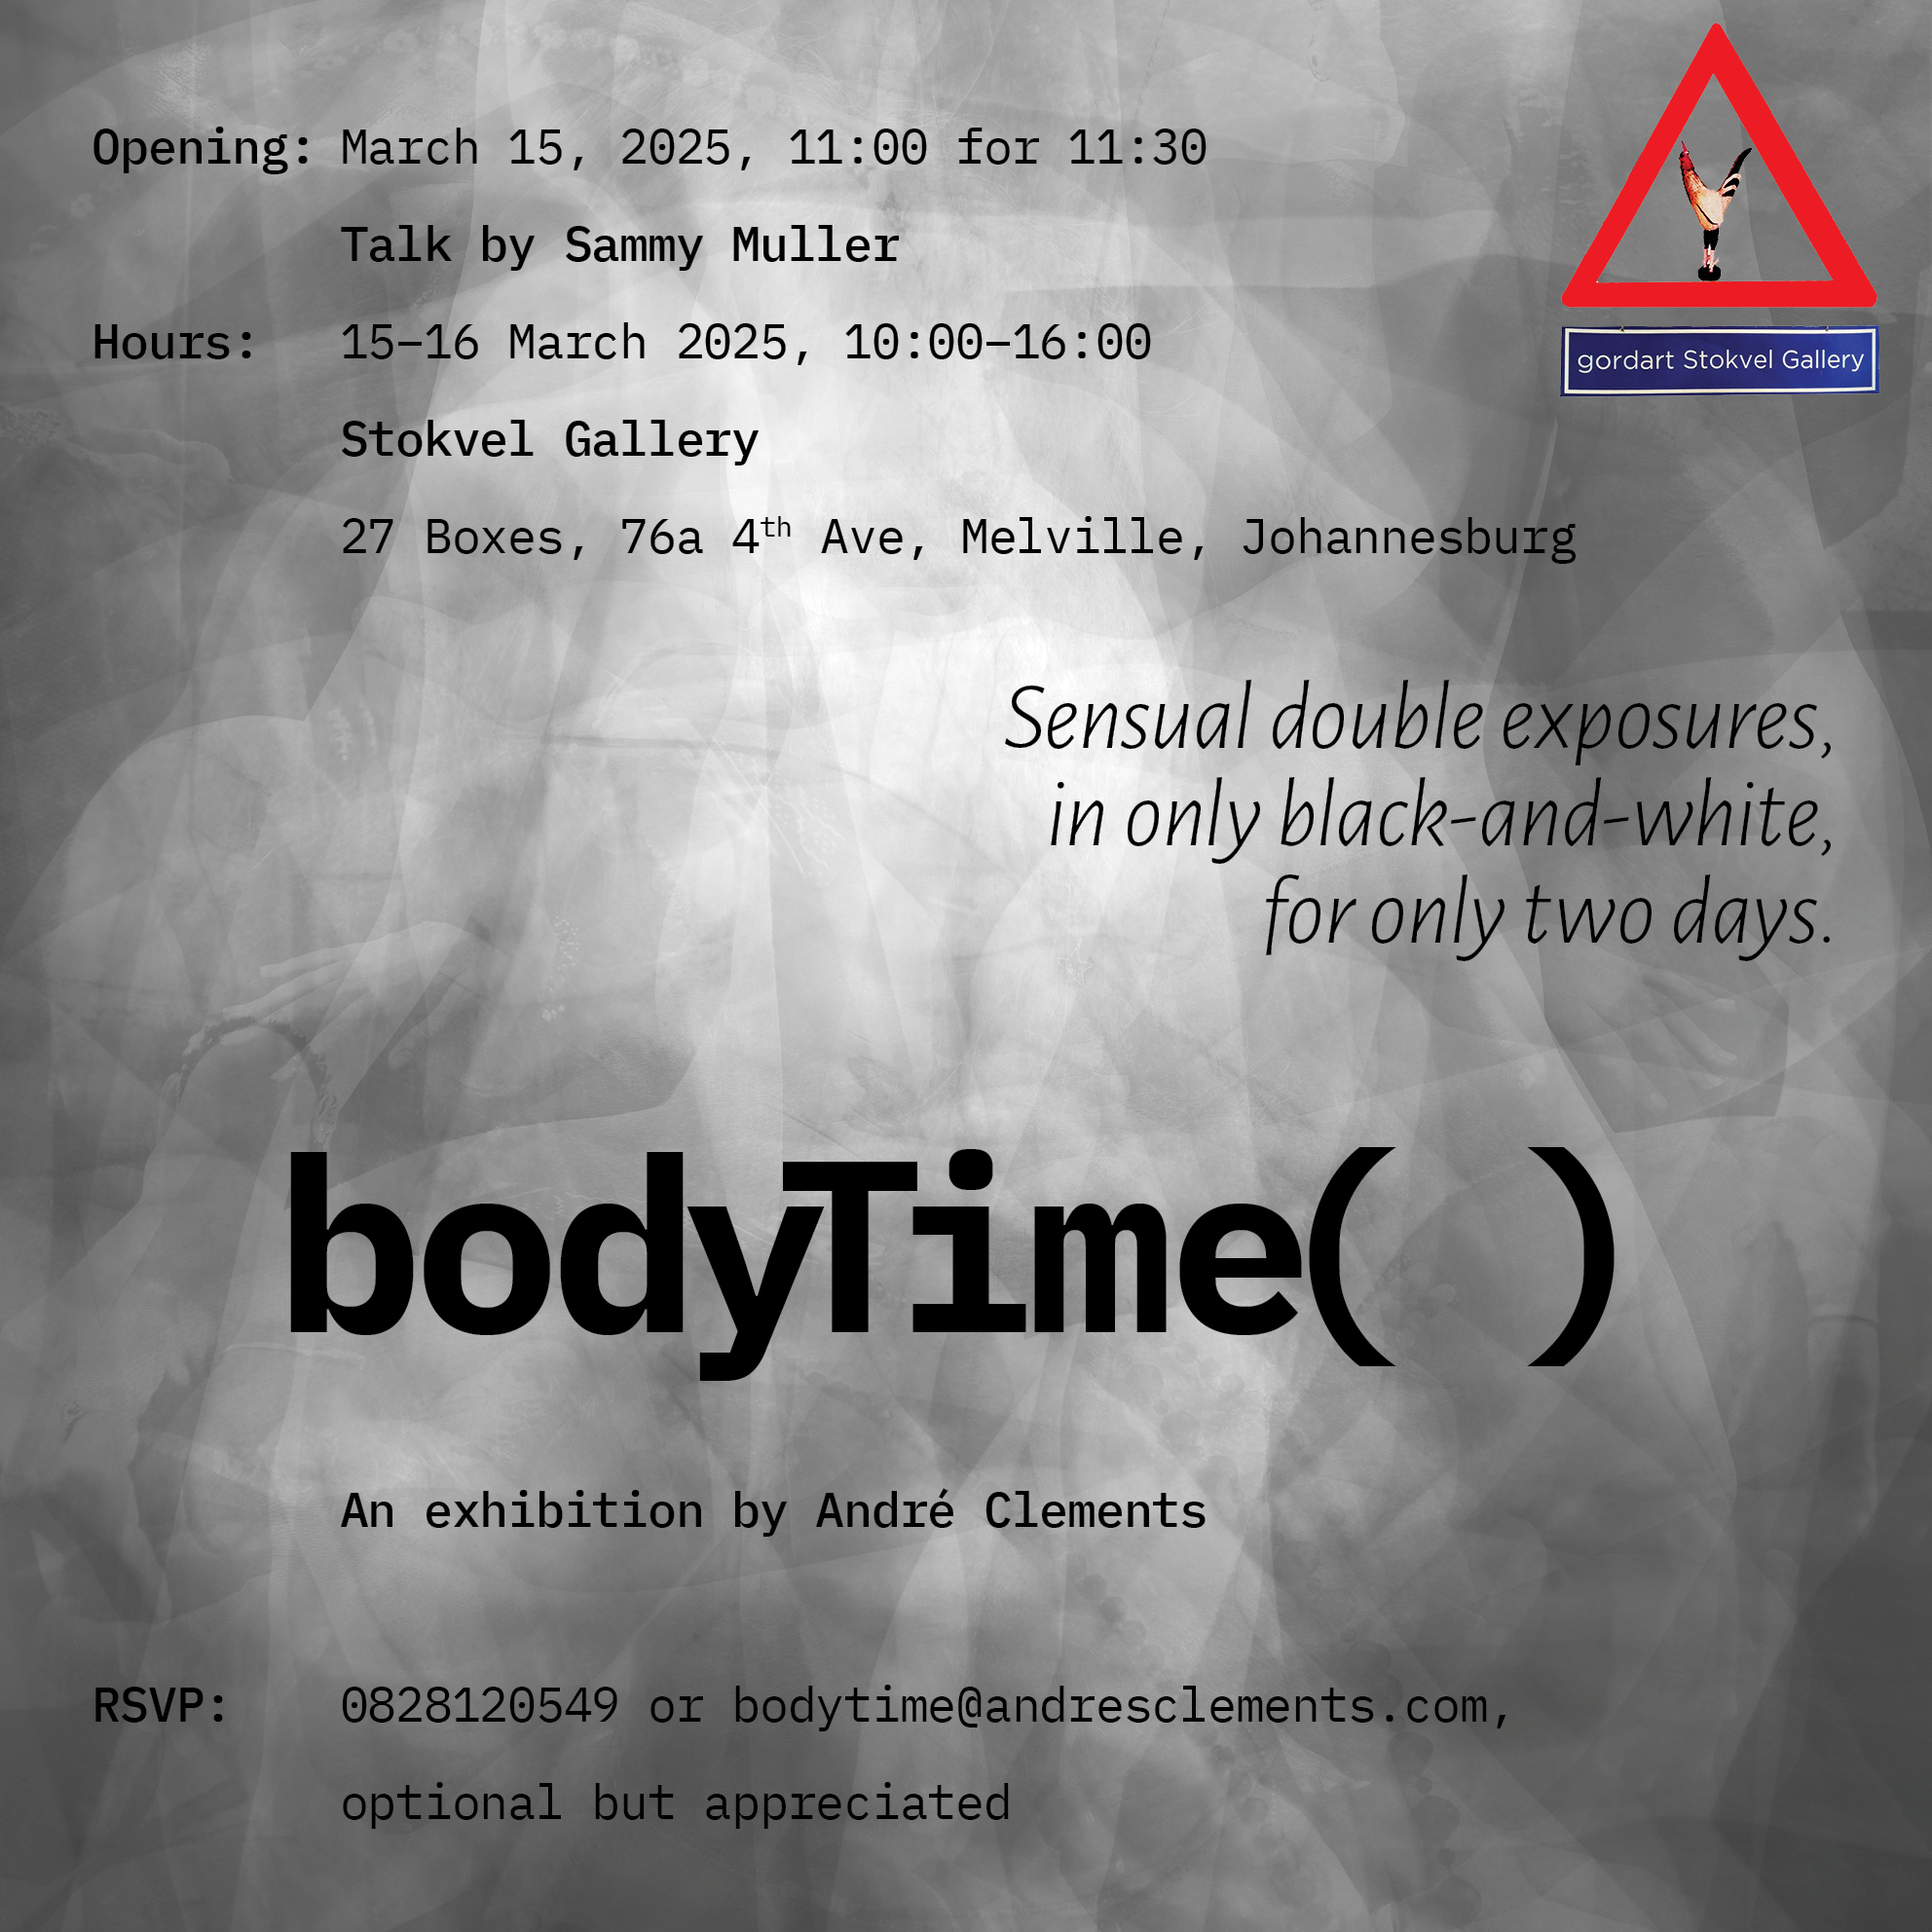 Opening: March 15, 2025, 11:00 for 11:30
Talk by Sammy Muller
Hours: 15–16 March 2025, 10:00–16:00
gordart Stokvel Gallery
Stokvel Gallery
27 Boxes, 76a 4th Ave, Melville, Johannesburg
Sensual double exposures,
in only black-and-white,
for only two days.
bodyTime( )
An exhibition by André Clements
RSVP: 0828120549 or bodytime@andresclements.com,
optional but appreciated